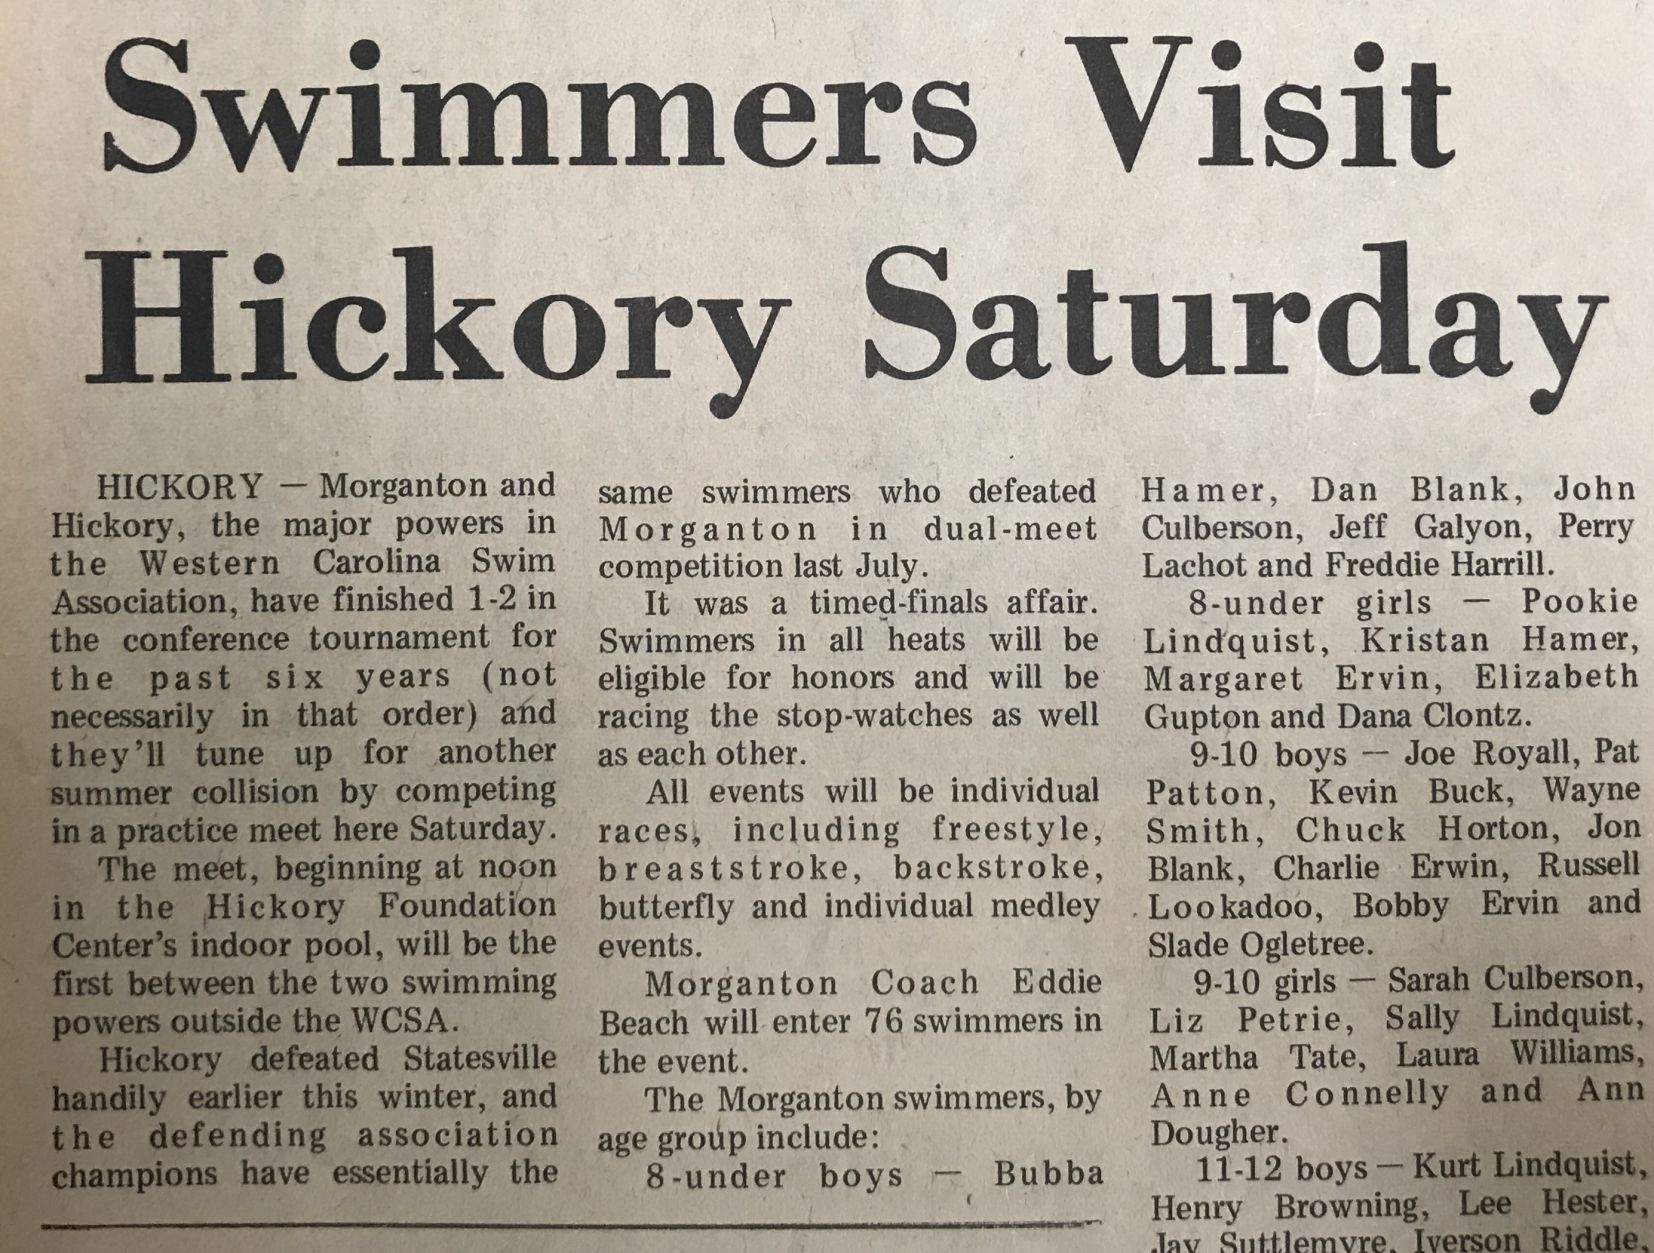 Swimmers Visit
Hickory Saturday
HICKORY — Morganton and
Hickory, the major powers in
the Western Carolina Swim
Association, have finished 1-2 in
the conference tournament for
the past six years (not
necessarily in that order) and
they'll tune up for another
summer collision by competing
in a practice meet here Saturday.
The meet, beginning at noon
in the Hickory Foundation
Center's indoor pool, will be the
first between the two swimming
powers outside the WCSA.
Hickory defeated Statesville
handily earlier this winter, and
the defending association
champions have essentially the
same swimmers who defeated
Morganton in dual-meet
competition last July.
It was a timed-finals affair.
Swimmers in all heats will be
eligible for honors and will be
racing the stop-watches as well
as each other.
All events will be individual
races, including freestyle,
breaststroke, backstroke,
butterfly and individual medley
events.
Morganton Coach Eddie
Beach will enter 76 swimmers in
the event.
The Morganton swimmers, by
age group include:
8-under boys — Bubba
Hamer, Dan Blank, John
Culberson, Jeff Galyon, Perry
Lachot and Freddie Harrill.
8-under girls — Pookie
Lindquist, Kristan Hamer,
Margaret Ervin, Elizabeth
Gupton and Dana Clontz.
9-10 boys — Joe Royall, Pat
Patton, Kevin Buck, Wayne
Smith, Chuck Horton, Jon
Blank, Charlie Erwin, Russell
Lookadoo, Bobby Ervin and
Slade Ogletree.
9-10 girls — Sarah Culberson,
Liz Petrie, Sally Lindquist,
Martha Tate, Laura Williams,
Anne Connelly and Ann
Dougher.
11-12 boys — Kurt Lindquist,
Henry Browning, Lee Hester,
Jay Suttlemyre, Iverson Riddle,